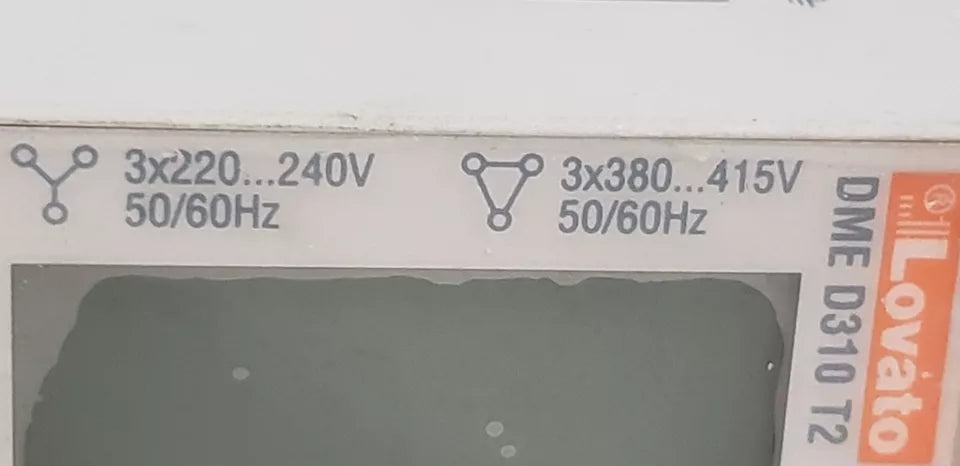 3x220...240V
50/60Hz
3x380...415V
50/60Hz
DME D310 T2
Lovato